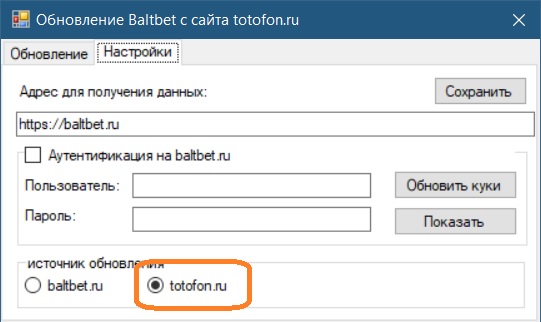 Обновление Baltbet с сайта totofon.ru
Обновление Настройки
Адрес для получения данных: Сохранить
https://baltbet.ru
Аутентификация на baltbet.ru
Пользователь: Обновить куки
Пароль: Показать
источник обновления
baltbet.ru totofon.ru